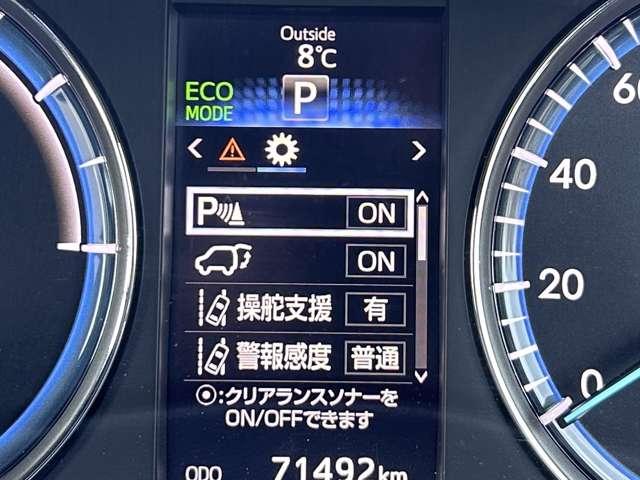 Outside
8℃
ECO
MODE
P
P ON
ON
操舵支援 有
警報感度 普通
⦿:クリアランスソナーを
ON/OFFできます
ODO 71492km
60
40
20
0